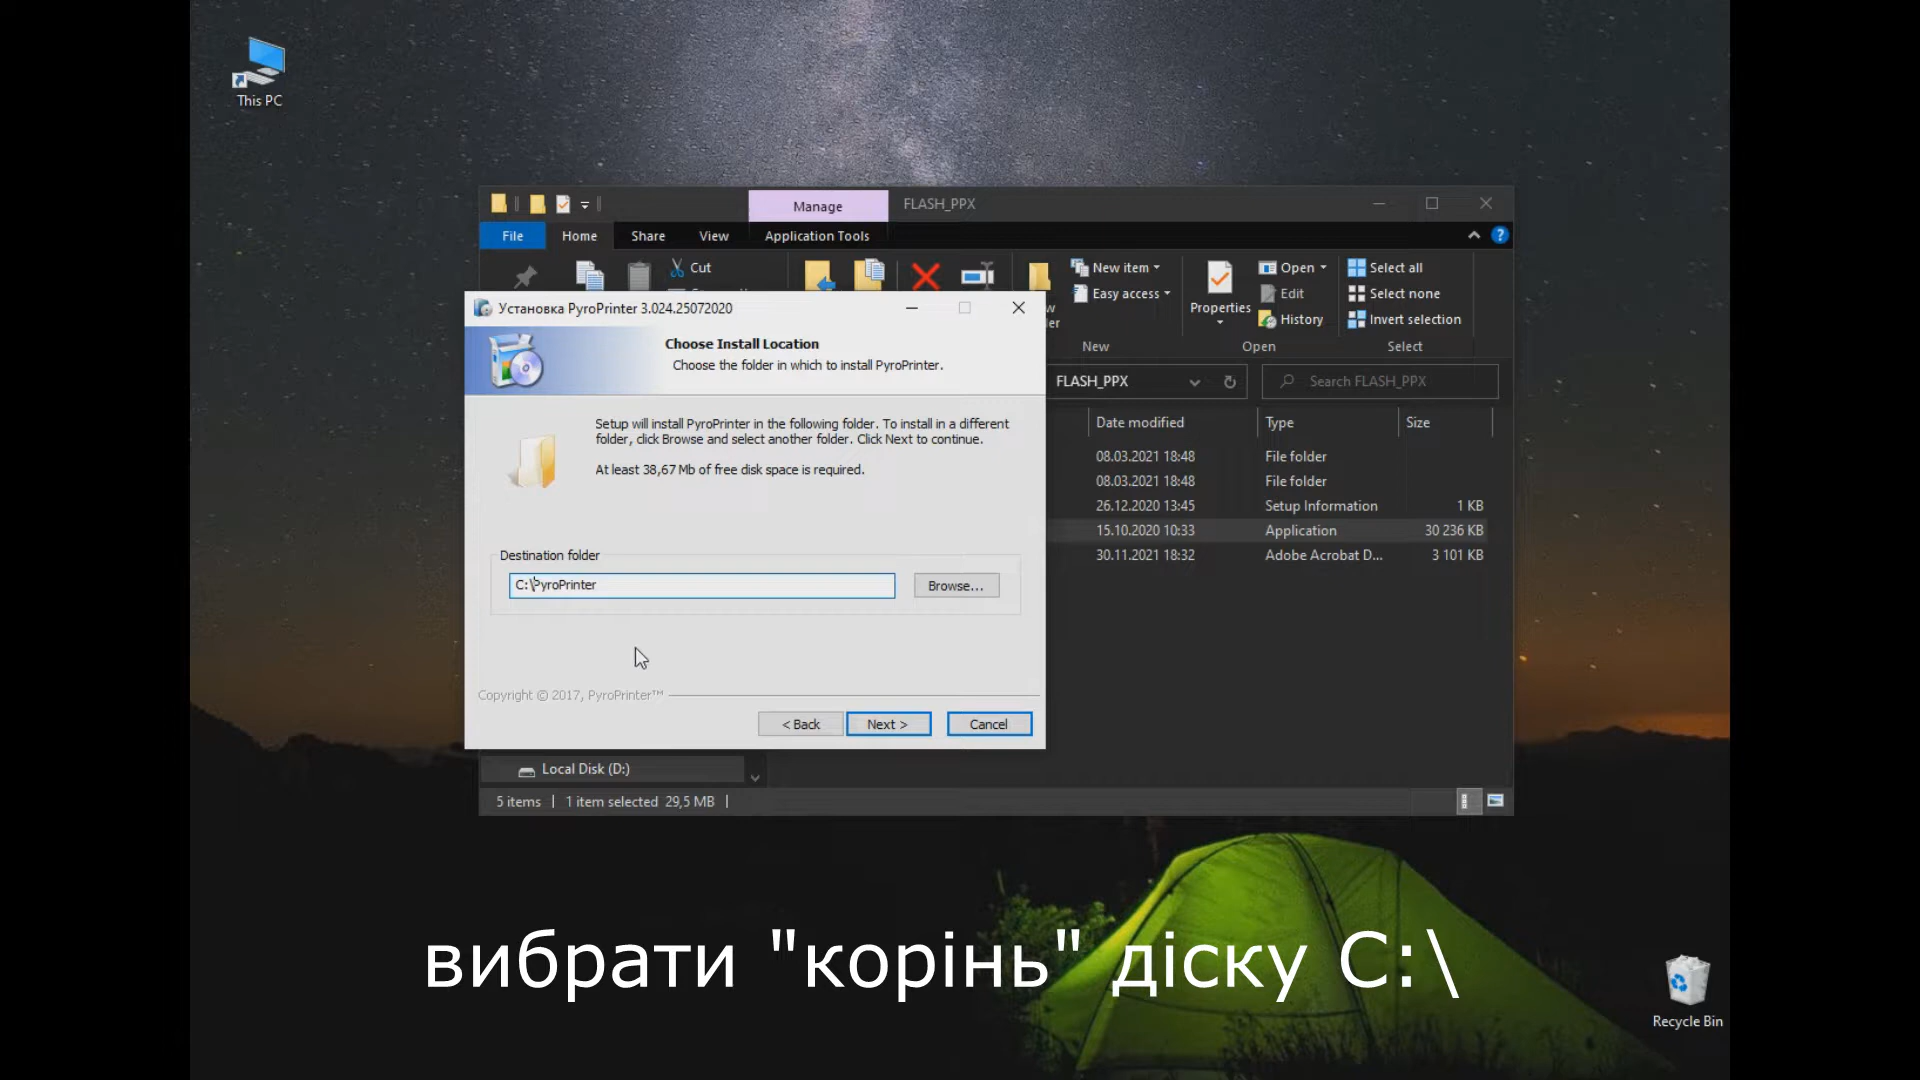 This PC
Manage
FLASH_PPX
File
Home
Share
View
Application Tools
Cut
New item
Easy access
New
Properties
Open
Edit
History
Open
Select all
Select none
Invert selection
Select
Установка PyroPrinter 3.024.25072020
Choose Install Location
Choose the folder in which to install PyroPrinter.
Setup will install PyroPrinter in the following folder. To install in a different
folder, click Browse and select another folder. Click Next to continue.
At least 38,67 Mb of free disk space is required.
Destination folder
C:\PyroPrinter
Browse...
Copyright © 2017, PyroPrinter™
< Back
Next >
Cancel
FLASH_PPX
Search FLASH_PPX
Date modified Type Size
08.03.2021 18:48 File folder
08.03.2021 18:48 File folder
26.12.2020 13:45 Setup Information 1 KB
15.10.2020 10:33 Application 30 236 KB
30.11.2021 18:32 Adobe Acrobat D... 3 101 KB
Local Disk (D:)
5 items 1 item selected 29,5 MB
вибрати "корінь" діску C:\
Recycle Bin